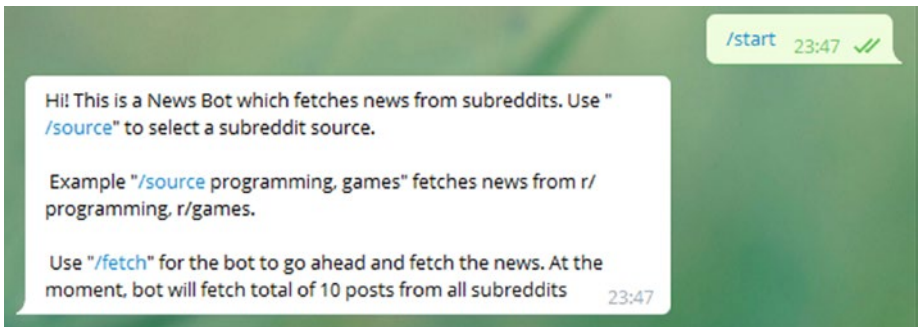 /start 23:47
Hi! This is a News Bot which fetches news from subreddits. Use "
/source" to select a subreddit source.
Example "/source programming, games" fetches news from r/
programming, r/games.
Use "/fetch" for the bot to go ahead and fetch the news. At the
moment, bot will fetch total of 10 posts from all subreddits 23:47